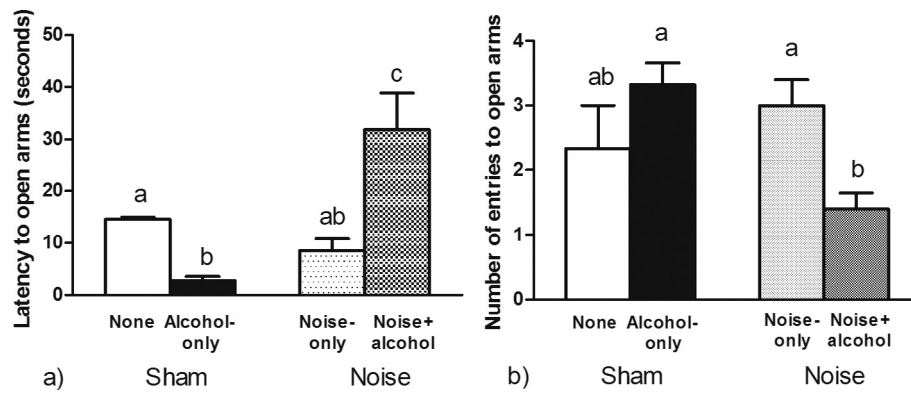 Latency to open arms (seconds)
50
40
30
20
10
0
a
b
ab
c
None Alcohol-only
Noise-only Noise+alcohol
a) Sham Noise
Number of entries to open arms
4
3
2
1
0
ab
a
a
b
None Alcohol-only
Noise-only Noise+alcohol
b) Sham Noise